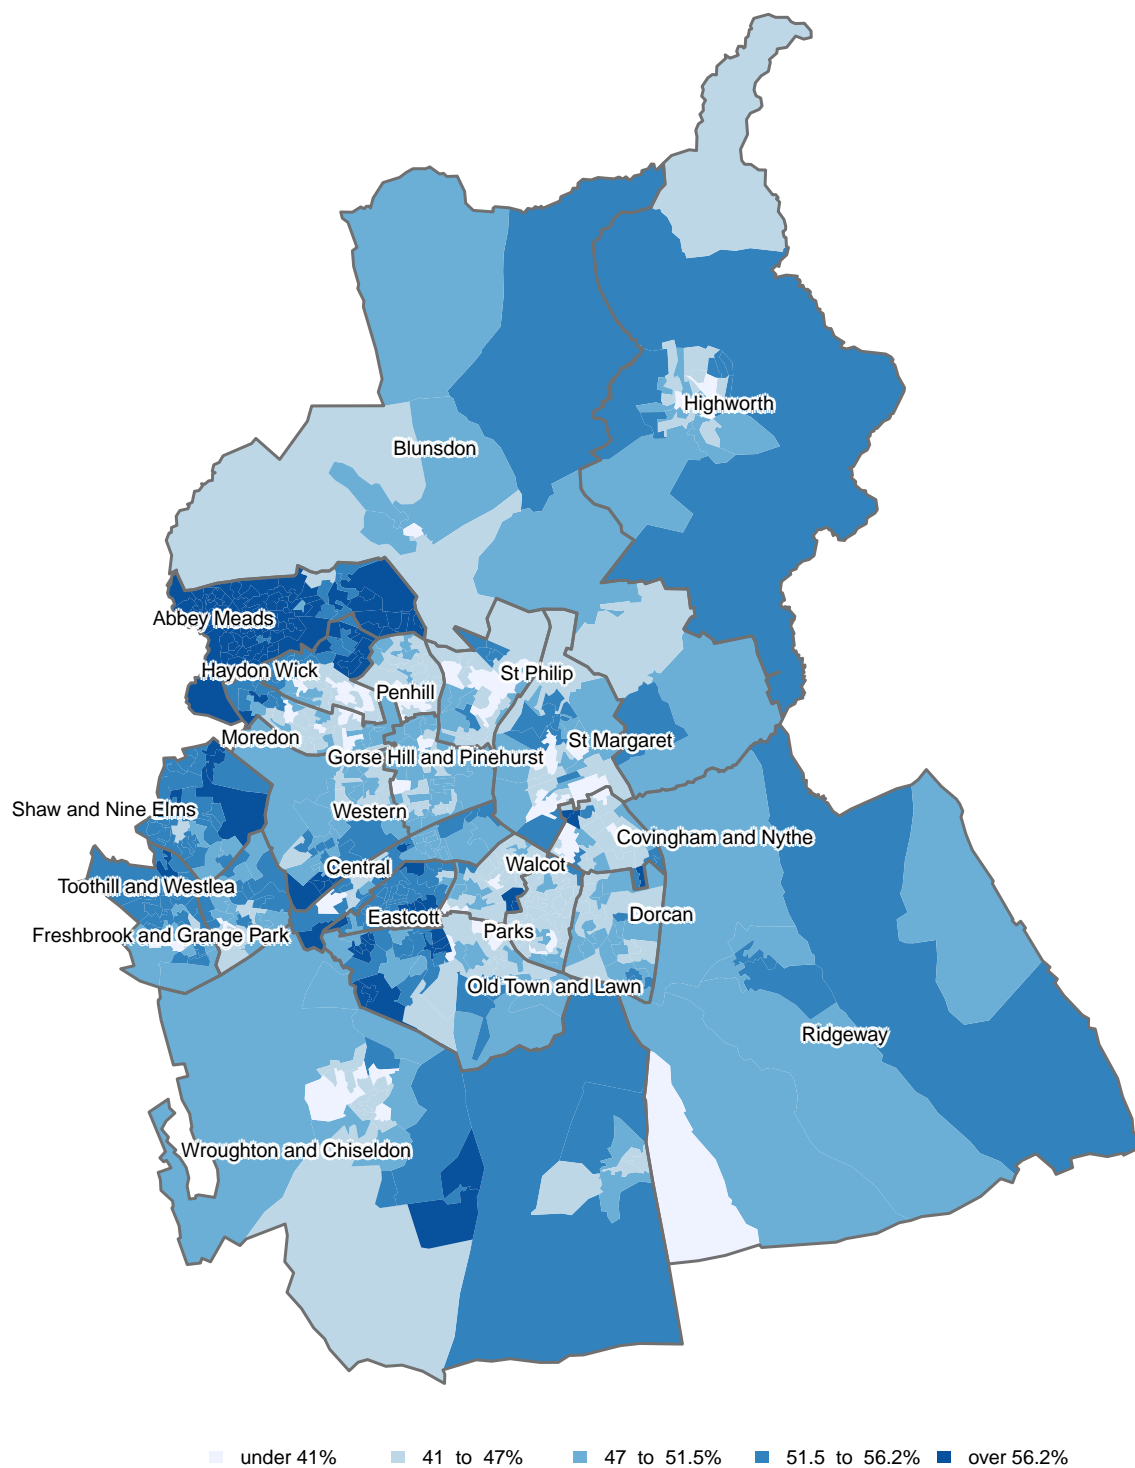 Highworth
Blunsdon
Abbey Meads
Haydon Wick
St Philip
Penhill
Moredon
St Margaret
Gorse Hill and Pinehurst
Shaw and Nine Elms
Western
Covingham and Nythe
Walcot
Central
Toothill and Westlea
Eastcott
Dorcan
Parks
Freshbrook and Grange Park
Old Town and Lawn
Ridgeway
Wroughton and Chiseldon
under 41% 41 to 47% 47 to 51.5% 51.5 to 56.2% over 56.2%